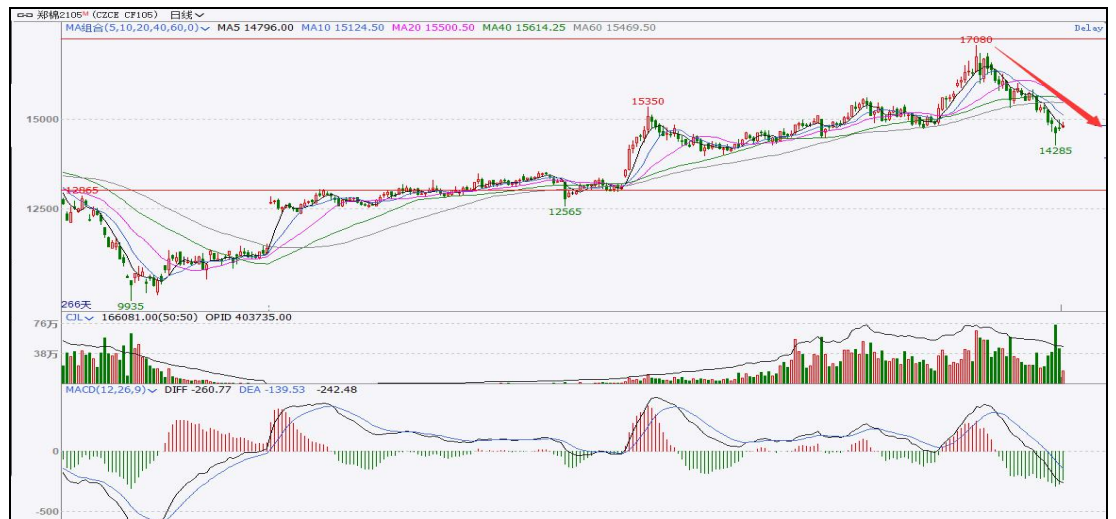 郑棉2105ᴹ (CZCE CF105) 日线
MA组合(5,10,20,40,60,0) MA5 14796.00 MA10 15124.50 MA20 15500.50 MA40 15614.25 MA60 15469.50 Delay
17080
15350
15000
14285
12865
12500
12565
266天 9935
CJL 166081.00(50:50) OPID 403735.00
76万
38万
MACD(12,26,9) DIFF -260.77 DEA -139.53 -242.48
0
-500